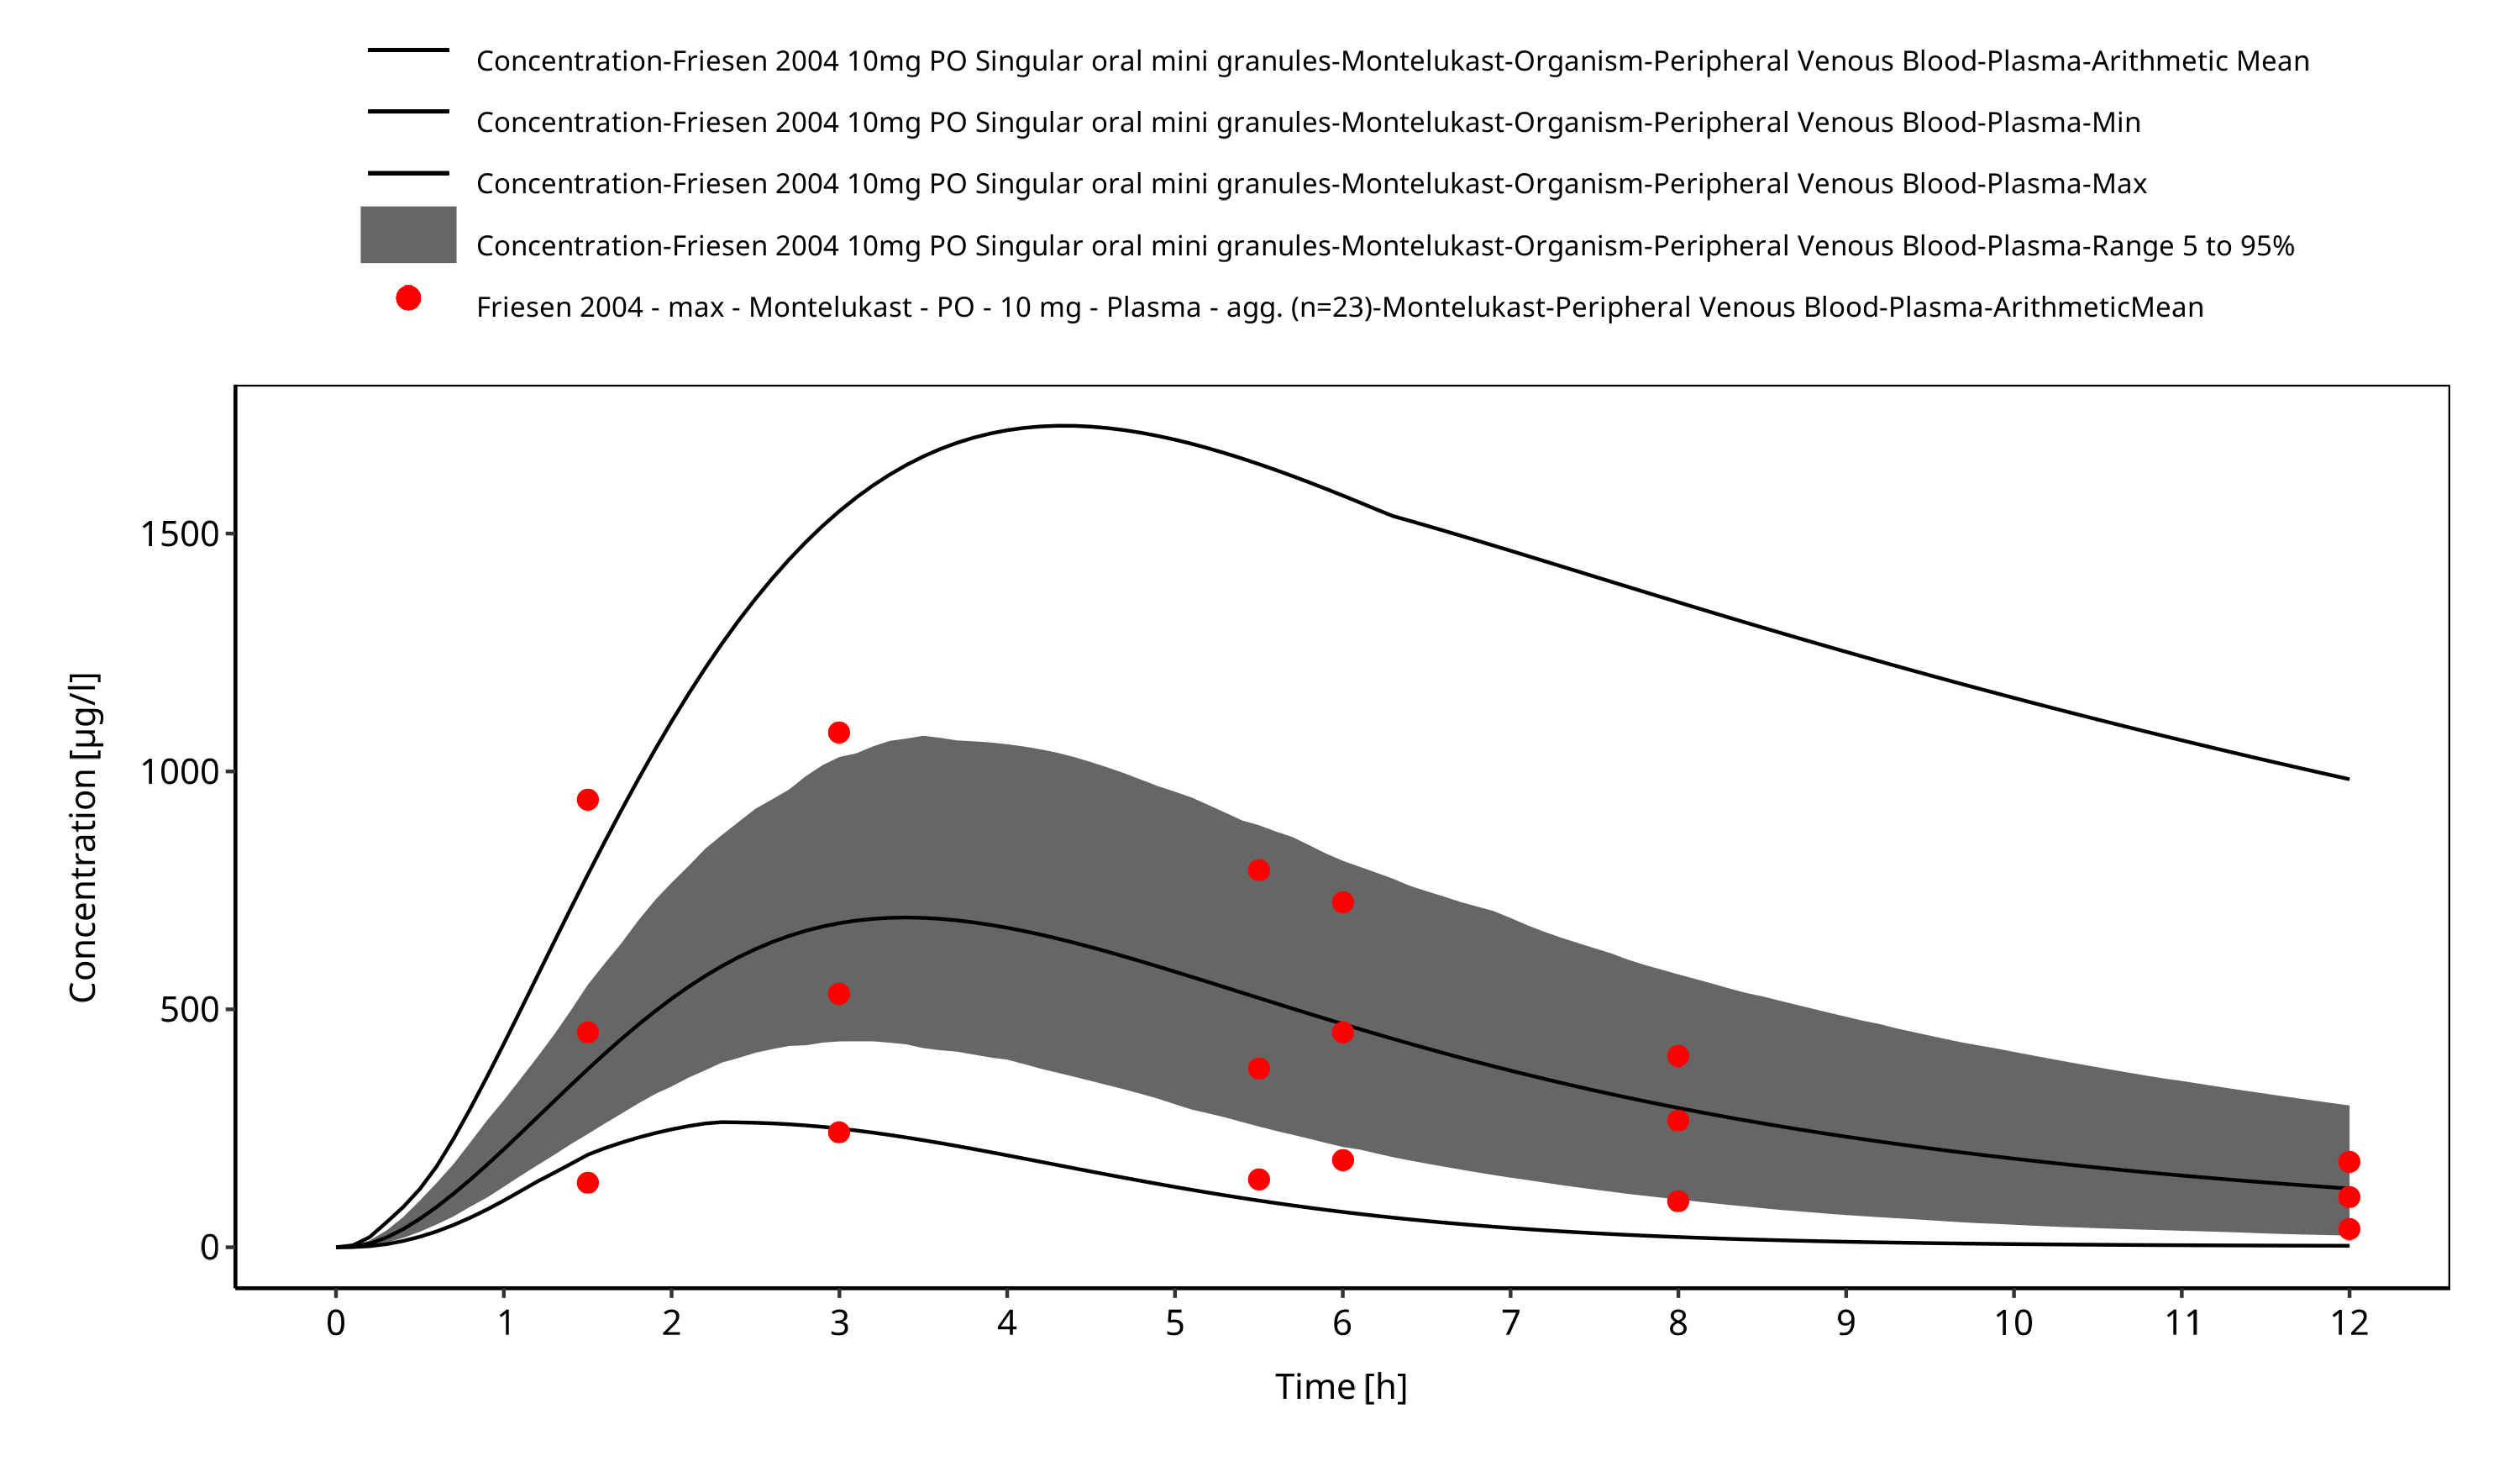 Concentration-Friesen 2004 10mg PO Singular oral mini granules-Montelukast-Organism-Peripheral Venous Blood-Plasma-Arithmetic Mean
Concentration-Friesen 2004 10mg PO Singular oral mini granules-Montelukast-Organism-Peripheral Venous Blood-Plasma-Min
Concentration-Friesen 2004 10mg PO Singular oral mini granules-Montelukast-Organism-Peripheral Venous Blood-Plasma-Max
Concentration-Friesen 2004 10mg PO Singular oral mini granules-Montelukast-Organism-Peripheral Venous Blood-Plasma-Range 5 to 95%
Friesen 2004 - max - Montelukast - PO - 10 mg - Plasma - agg. (n=23)-Montelukast-Peripheral Venous Blood-Plasma-ArithmeticMean
Concentration [µg/l]
1500
1000
500
0
0 1 2 3 4 5 6 7 8 9 10 11 12
Time [h]